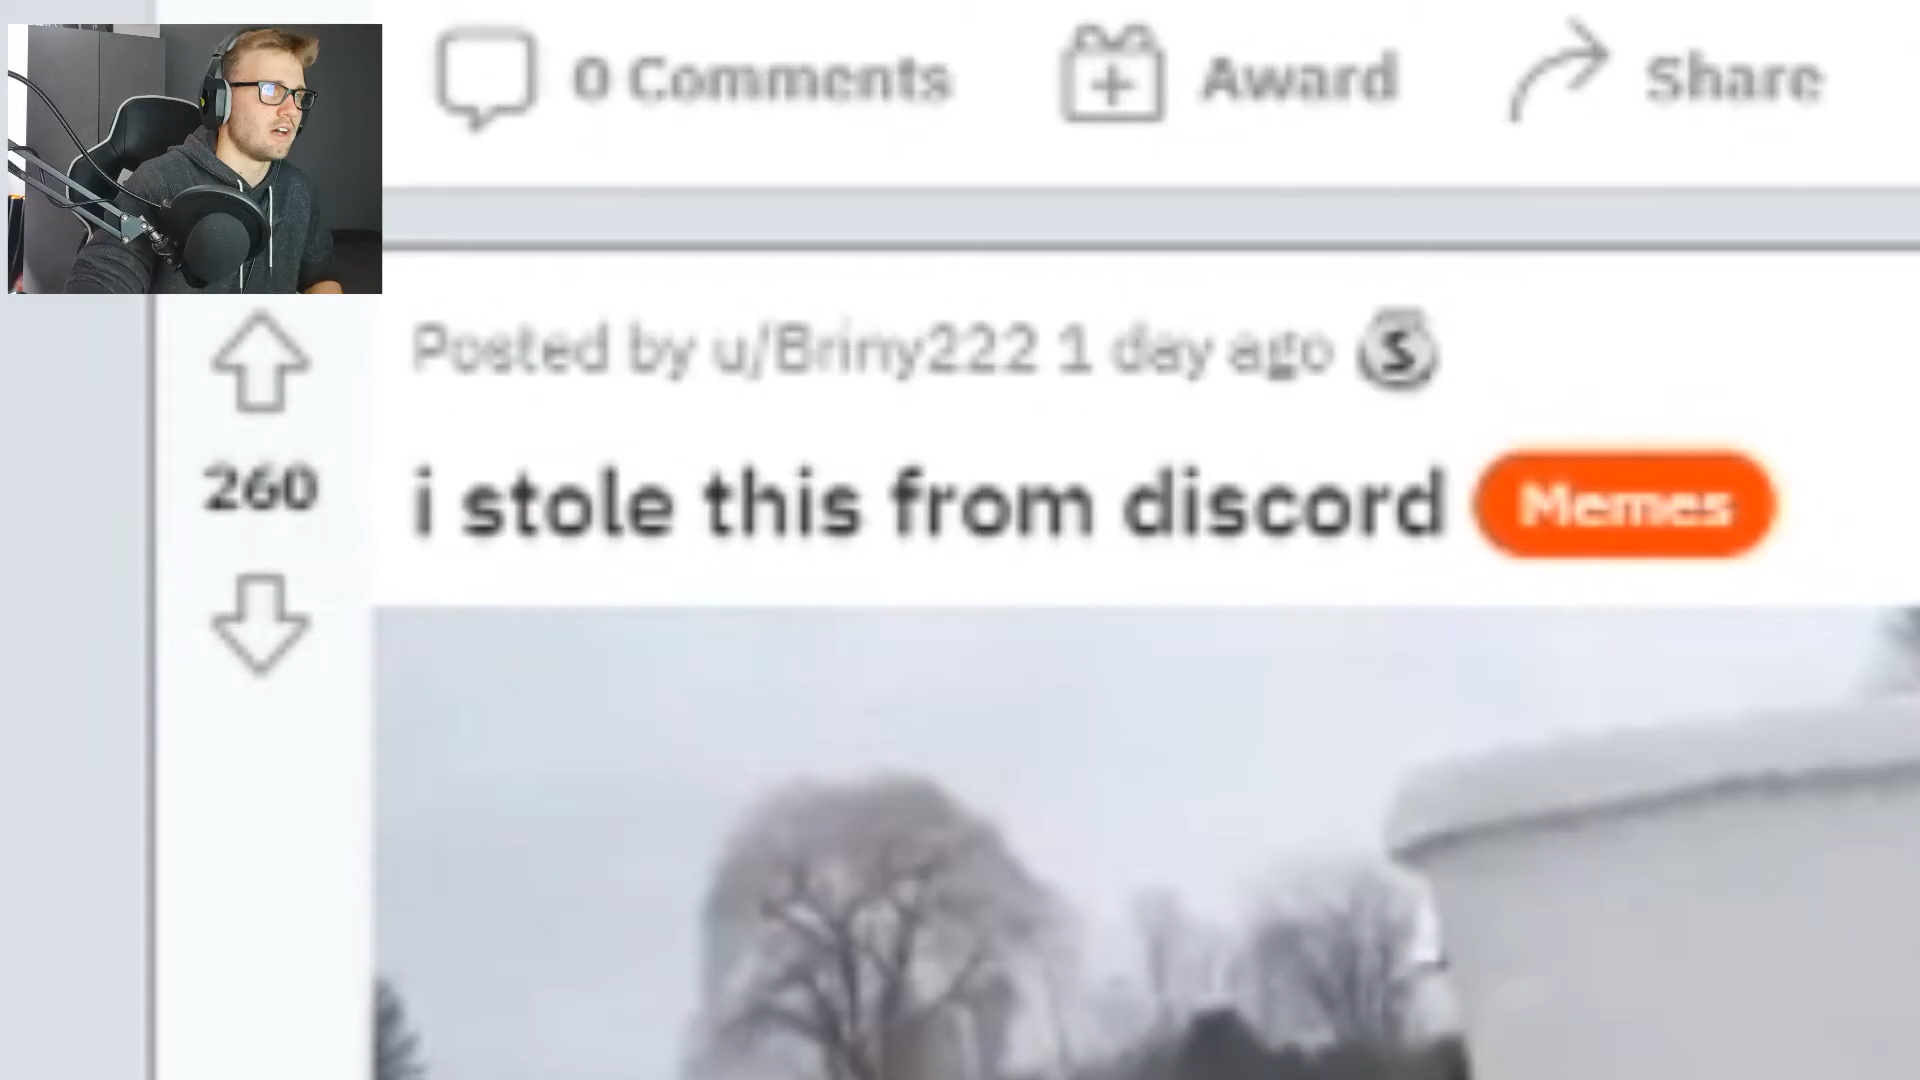 0 Comments Award Share
Posted by u/Briny222 1 day ago S
260
i stole this from discord Memes